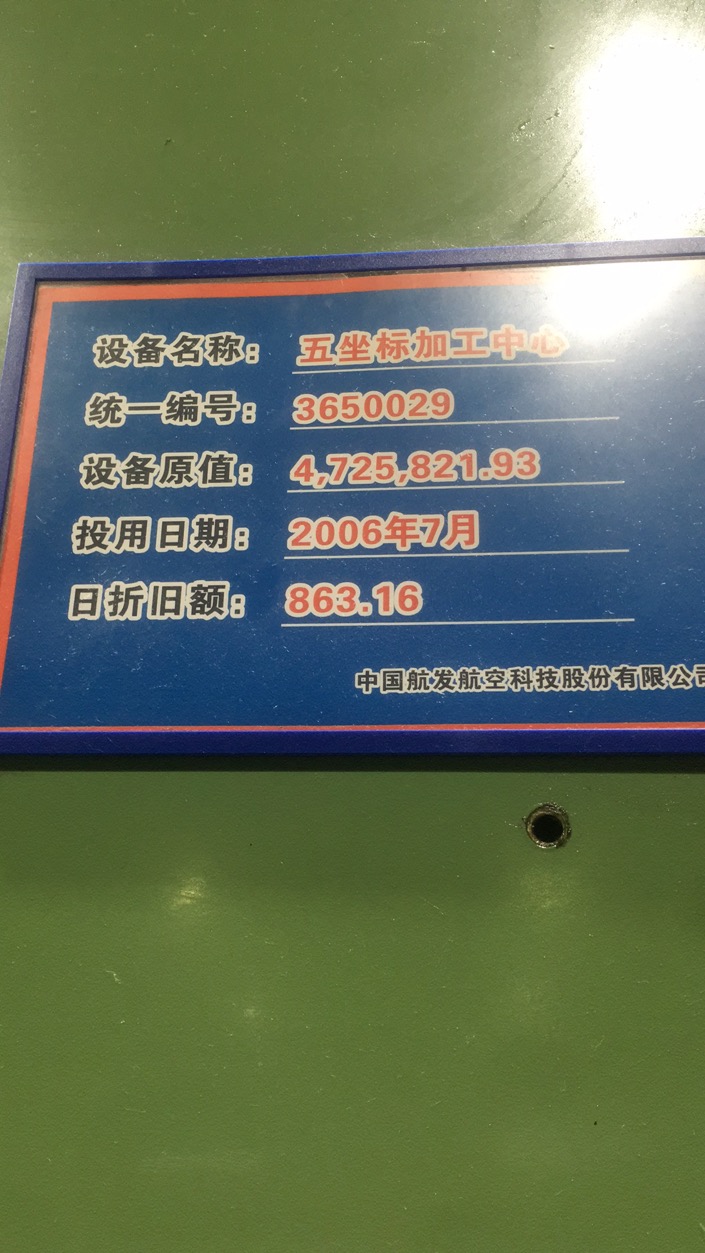 设备名称：五坐标加工中心
统一编号：3650029
设备原值：4,725,821.93
投用日期：2006年7月
日折旧额：863.16
中国航发航空科技股份有限公司